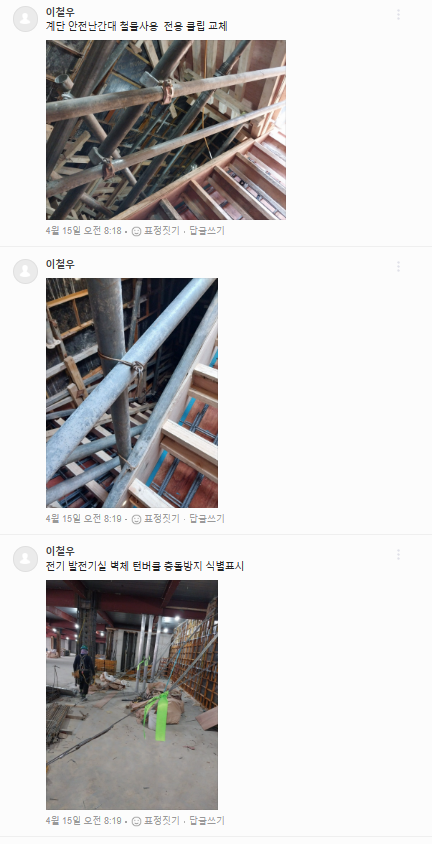 이철우
계단 안전난간대 철물사용 전용 클립 교체
4월 15일 오전 8:18 · 표정짓기 · 답글쓰기
이철우
4월 15일 오전 8:19 · 표정짓기 · 답글쓰기
이철우
전기 발전기실 벽체 턴버클 충돌방지 식별표시
4월 15일 오전 8:19 · 표정짓기 · 답글쓰기